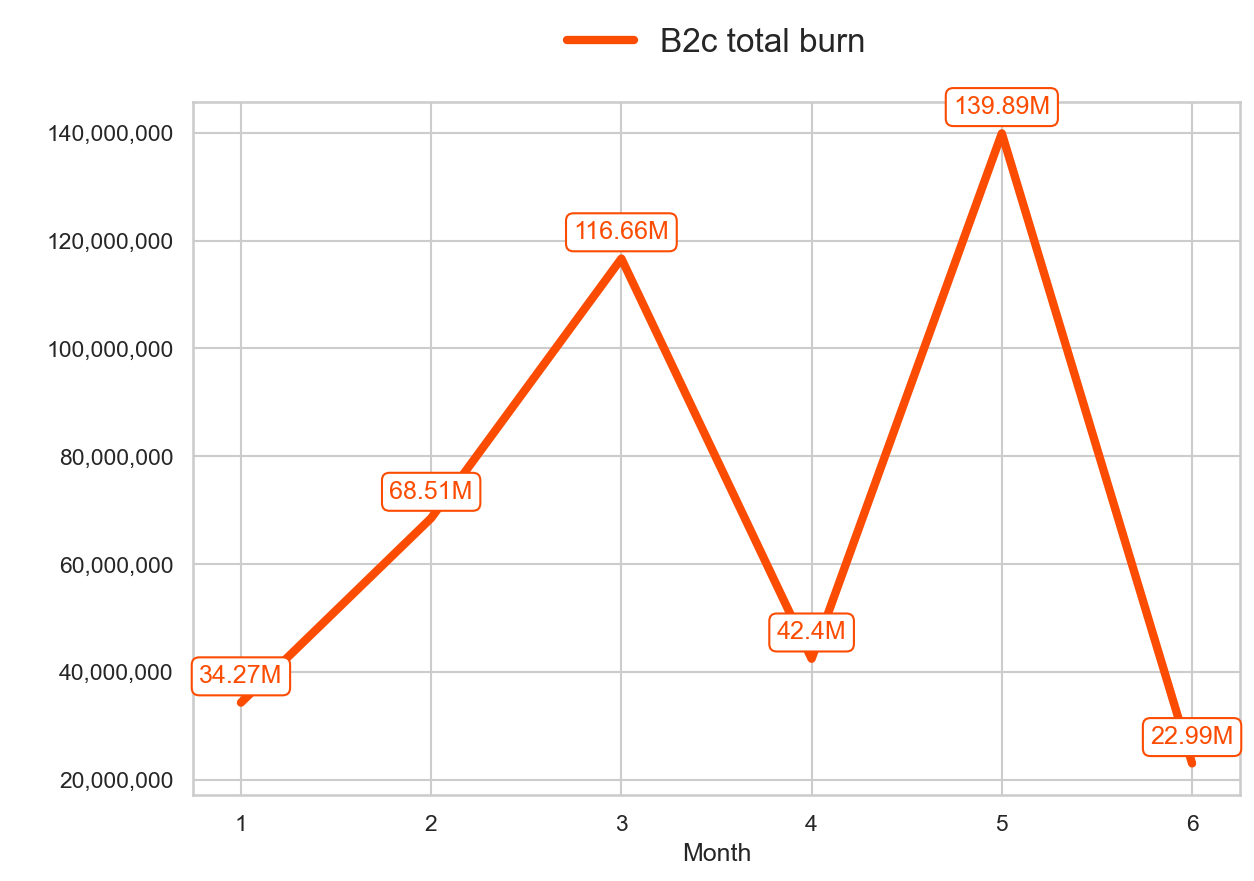 B2c total burn
139.89M
140,000,000
116.66M
120,000,000
100,000,000
80,000,000
68.51M
60,000,000
42.4M
34.27M
40,000,000
22.99M
20,000,000
1 2 3 4 5 6
Month